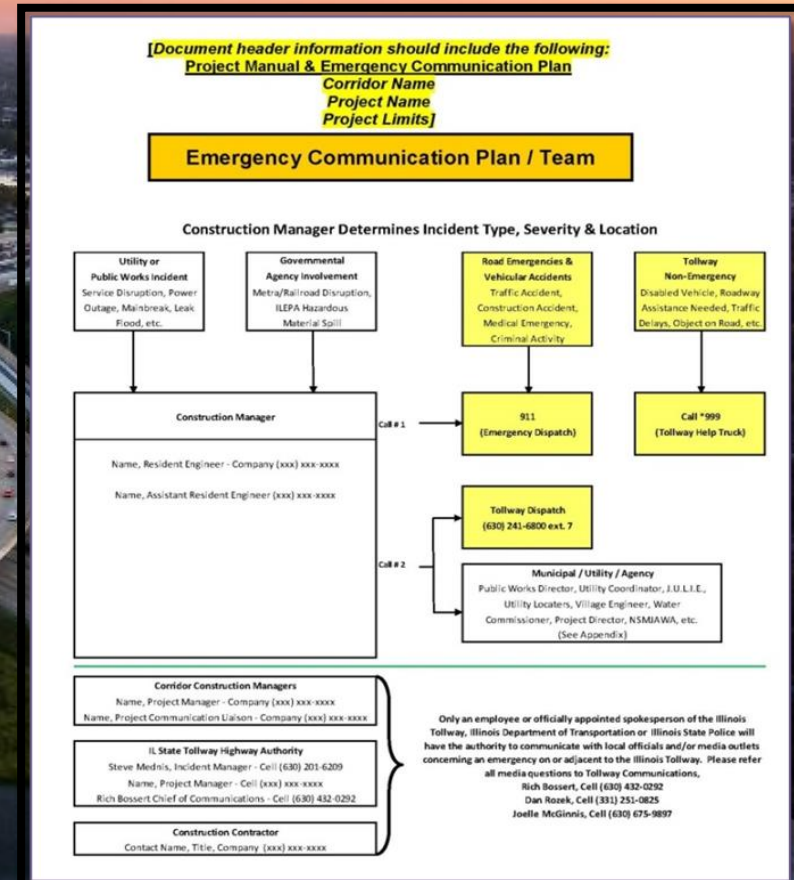 [Document header information should include the following:
Project Manual & Emergency Communication Plan
Corridor Name
Project Name
Project Limits]
Emergency Communication Plan / Team
Construction Manager Determines Incident Type, Severity & Location
Utility or
Public Works Incident
Service Disruption, Power
Outage, Mainbreak, Leak
Flood, etc.
Governmental
Agency Involvement
Metra/Railroad Disruption,
ILEPA Hazardous
Material Spill
Road Emergencies &
Vehicular Accidents
Traffic Accident,
Construction Accident,
Medical Emergency,
Criminal Activity
Tollway
Non-Emergency
Disabled Vehicle, Roadway
Assistance Needed, Traffic
Delays, Object on Road, etc.
Construction Manager
Name, Resident Engineer - Company (xxx) xxx-xxxx
Name, Assistant Resident Engineer (xxx) xxx-xxxx
Call # 1
911
(Emergency Dispatch)
Call *999
(Tollway Help Truck)
Call # 2
Tollway Dispatch
(630) 241-6800 ext. 7
Municipal / Utility / Agency
Public Works Director, Utility Coordinator, J.U.L.I.E.,
Utility Locaters, Village Engineer, Water
Commissioner, Project Director, NSMJAWA, etc.
(See Appendix)
Corridor Construction Managers
Name, Project Manager - Company (xxx) xxx-xxxx
Name, Project Communication Liaison - Company (xxx) xxx-xxxx
IL State Tollway Highway Authority
Steve Mednis, Incident Manager - Cell (630) 201-6209
Name, Project Manager - Cell (xxx) xxx-xxxx
Rich Bossert Chief of Communications - Cell (630) 432-0292
Construction Contractor
Contact Name, Title, Company (xxx) xxx-xxxx
Only an employee or officially appointed spokesperson of the Illinois
Tollway, Illinois Department of Transportation or Illinois State Police will
have the authority to communicate with local officials and/or media outlets
concerning an emergency on or adjacent to the Illinois Tollway. Please refer
all media questions to Tollway Communications,
Rich Bossert, Cell (630) 432-0292
Dan Rozek, Cell (331) 251-0825
Joelle McGinnis, Cell (630) 675-9897